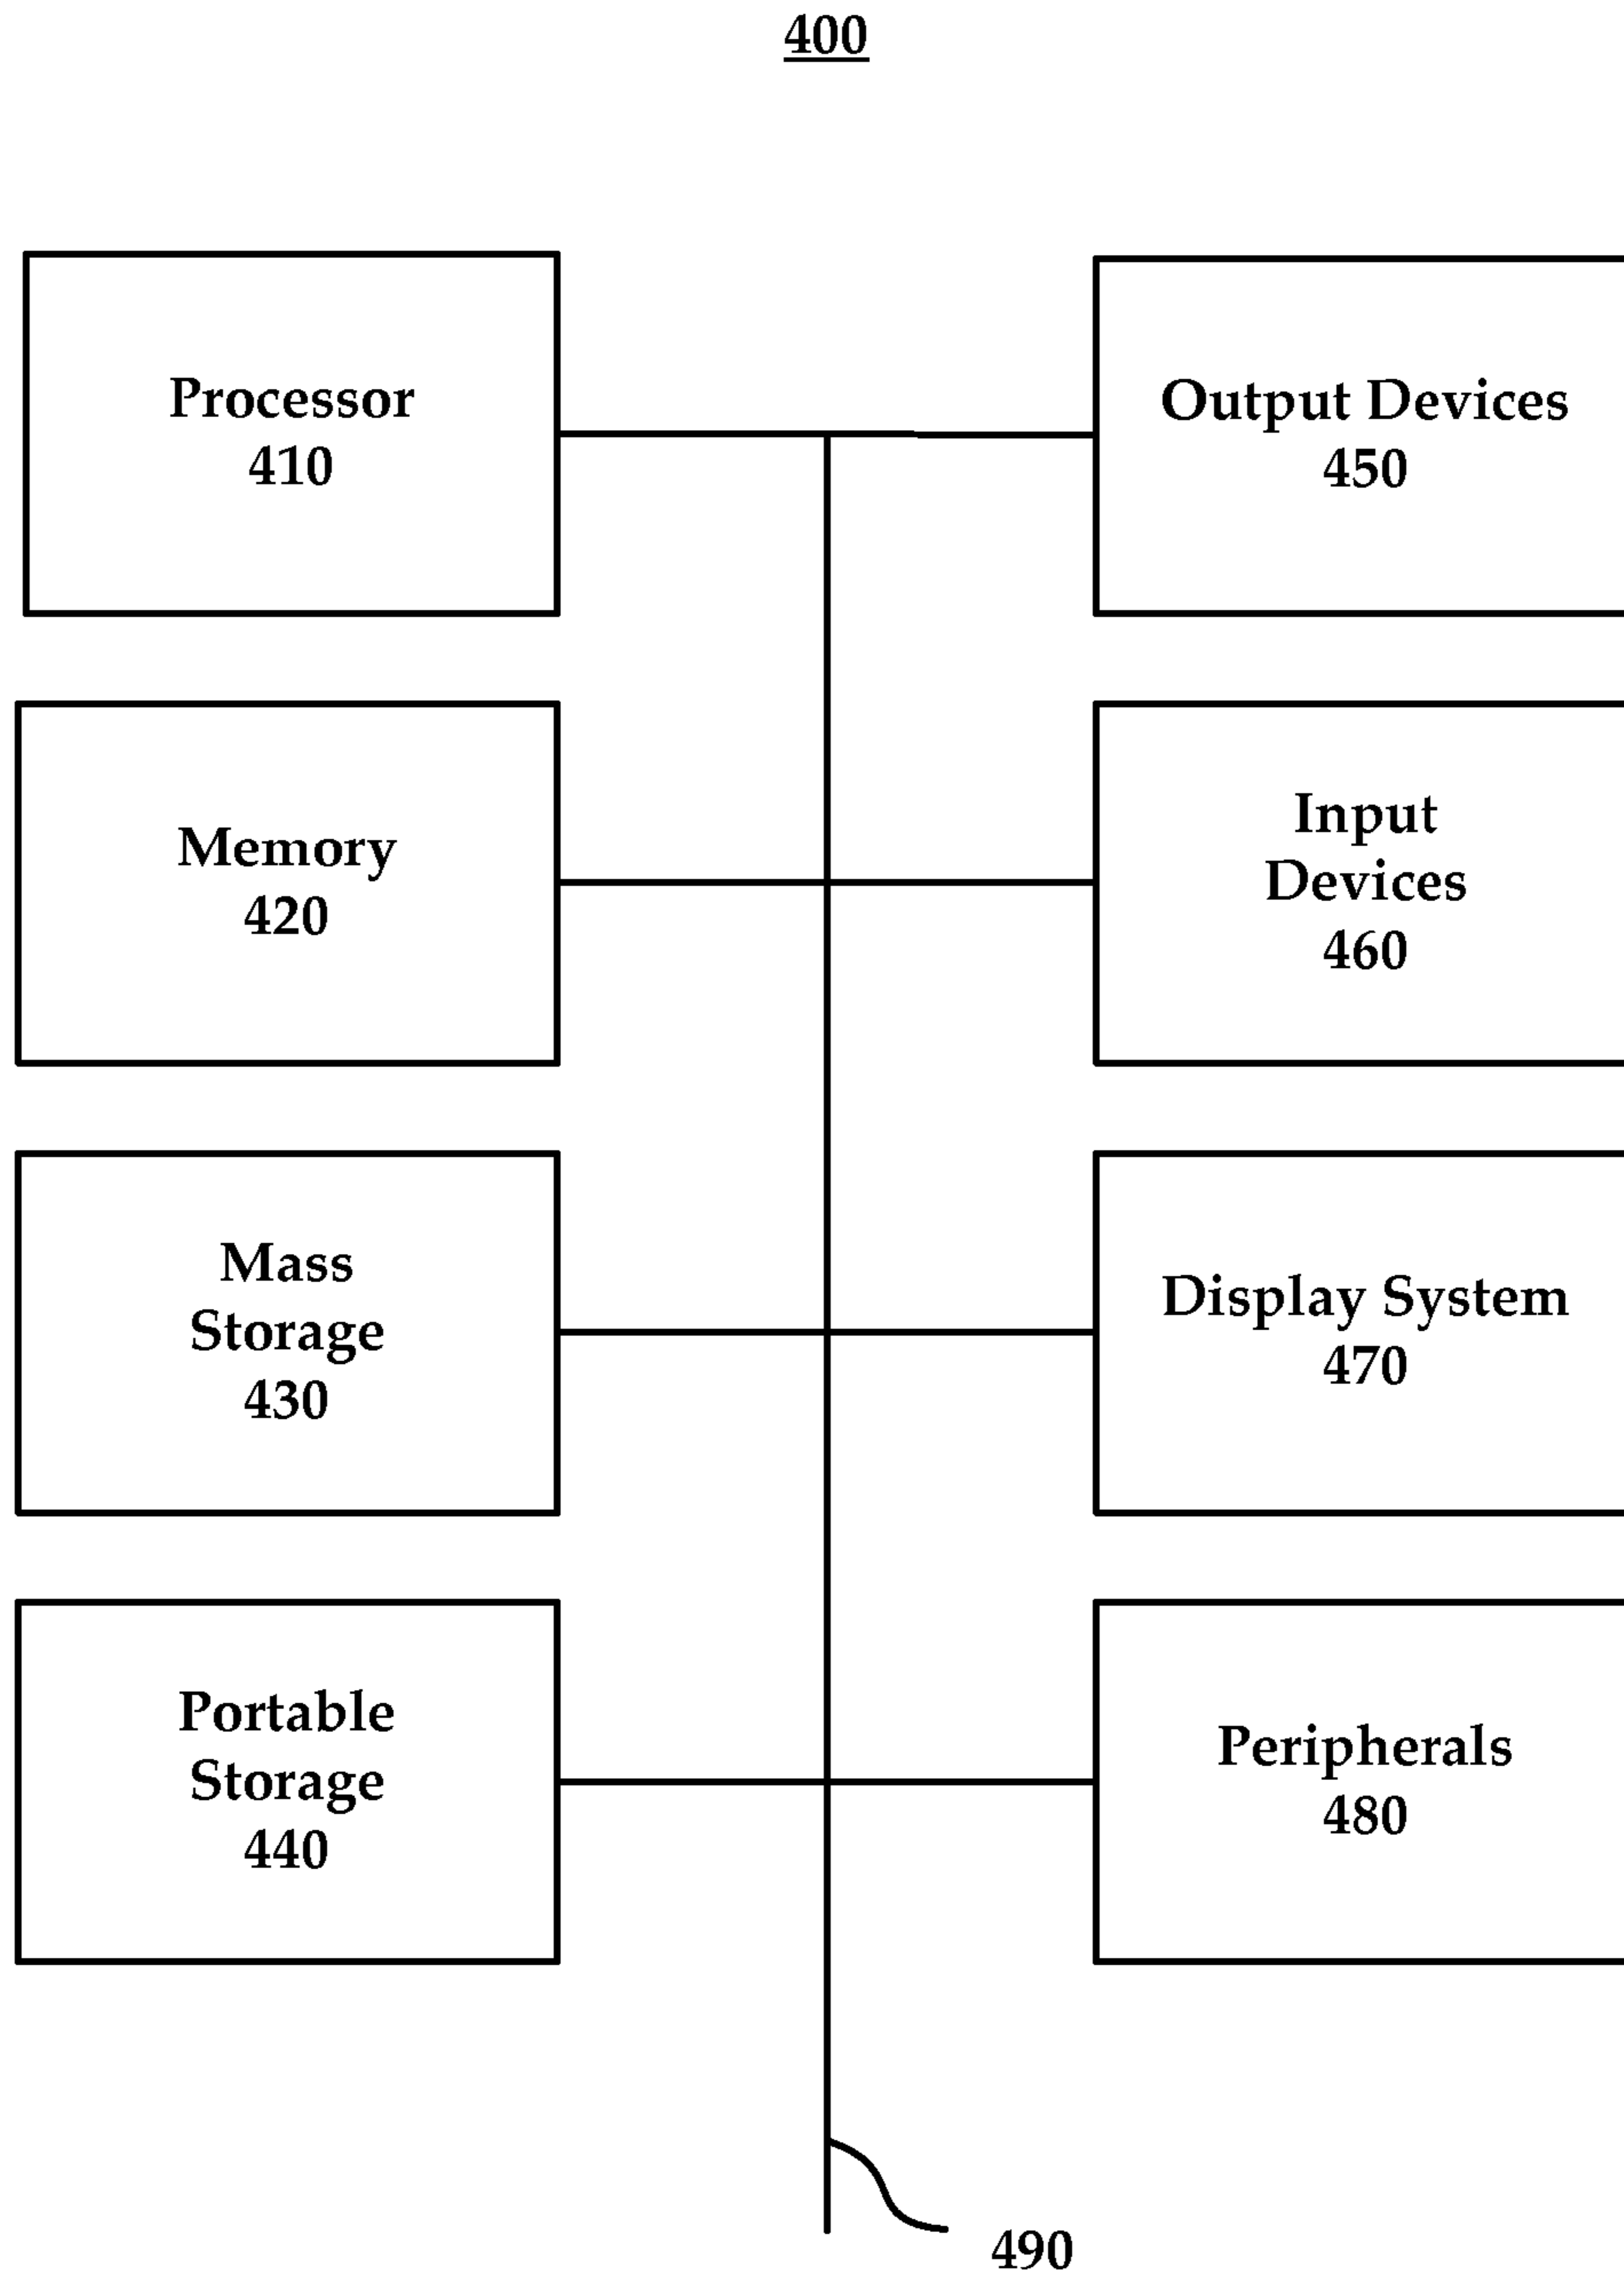 400
Processor
410
Output Devices
450
Memory
420
Input
Devices
460
Mass
Storage
430
Display System
470
Portable
Storage
440
Peripherals
480
490